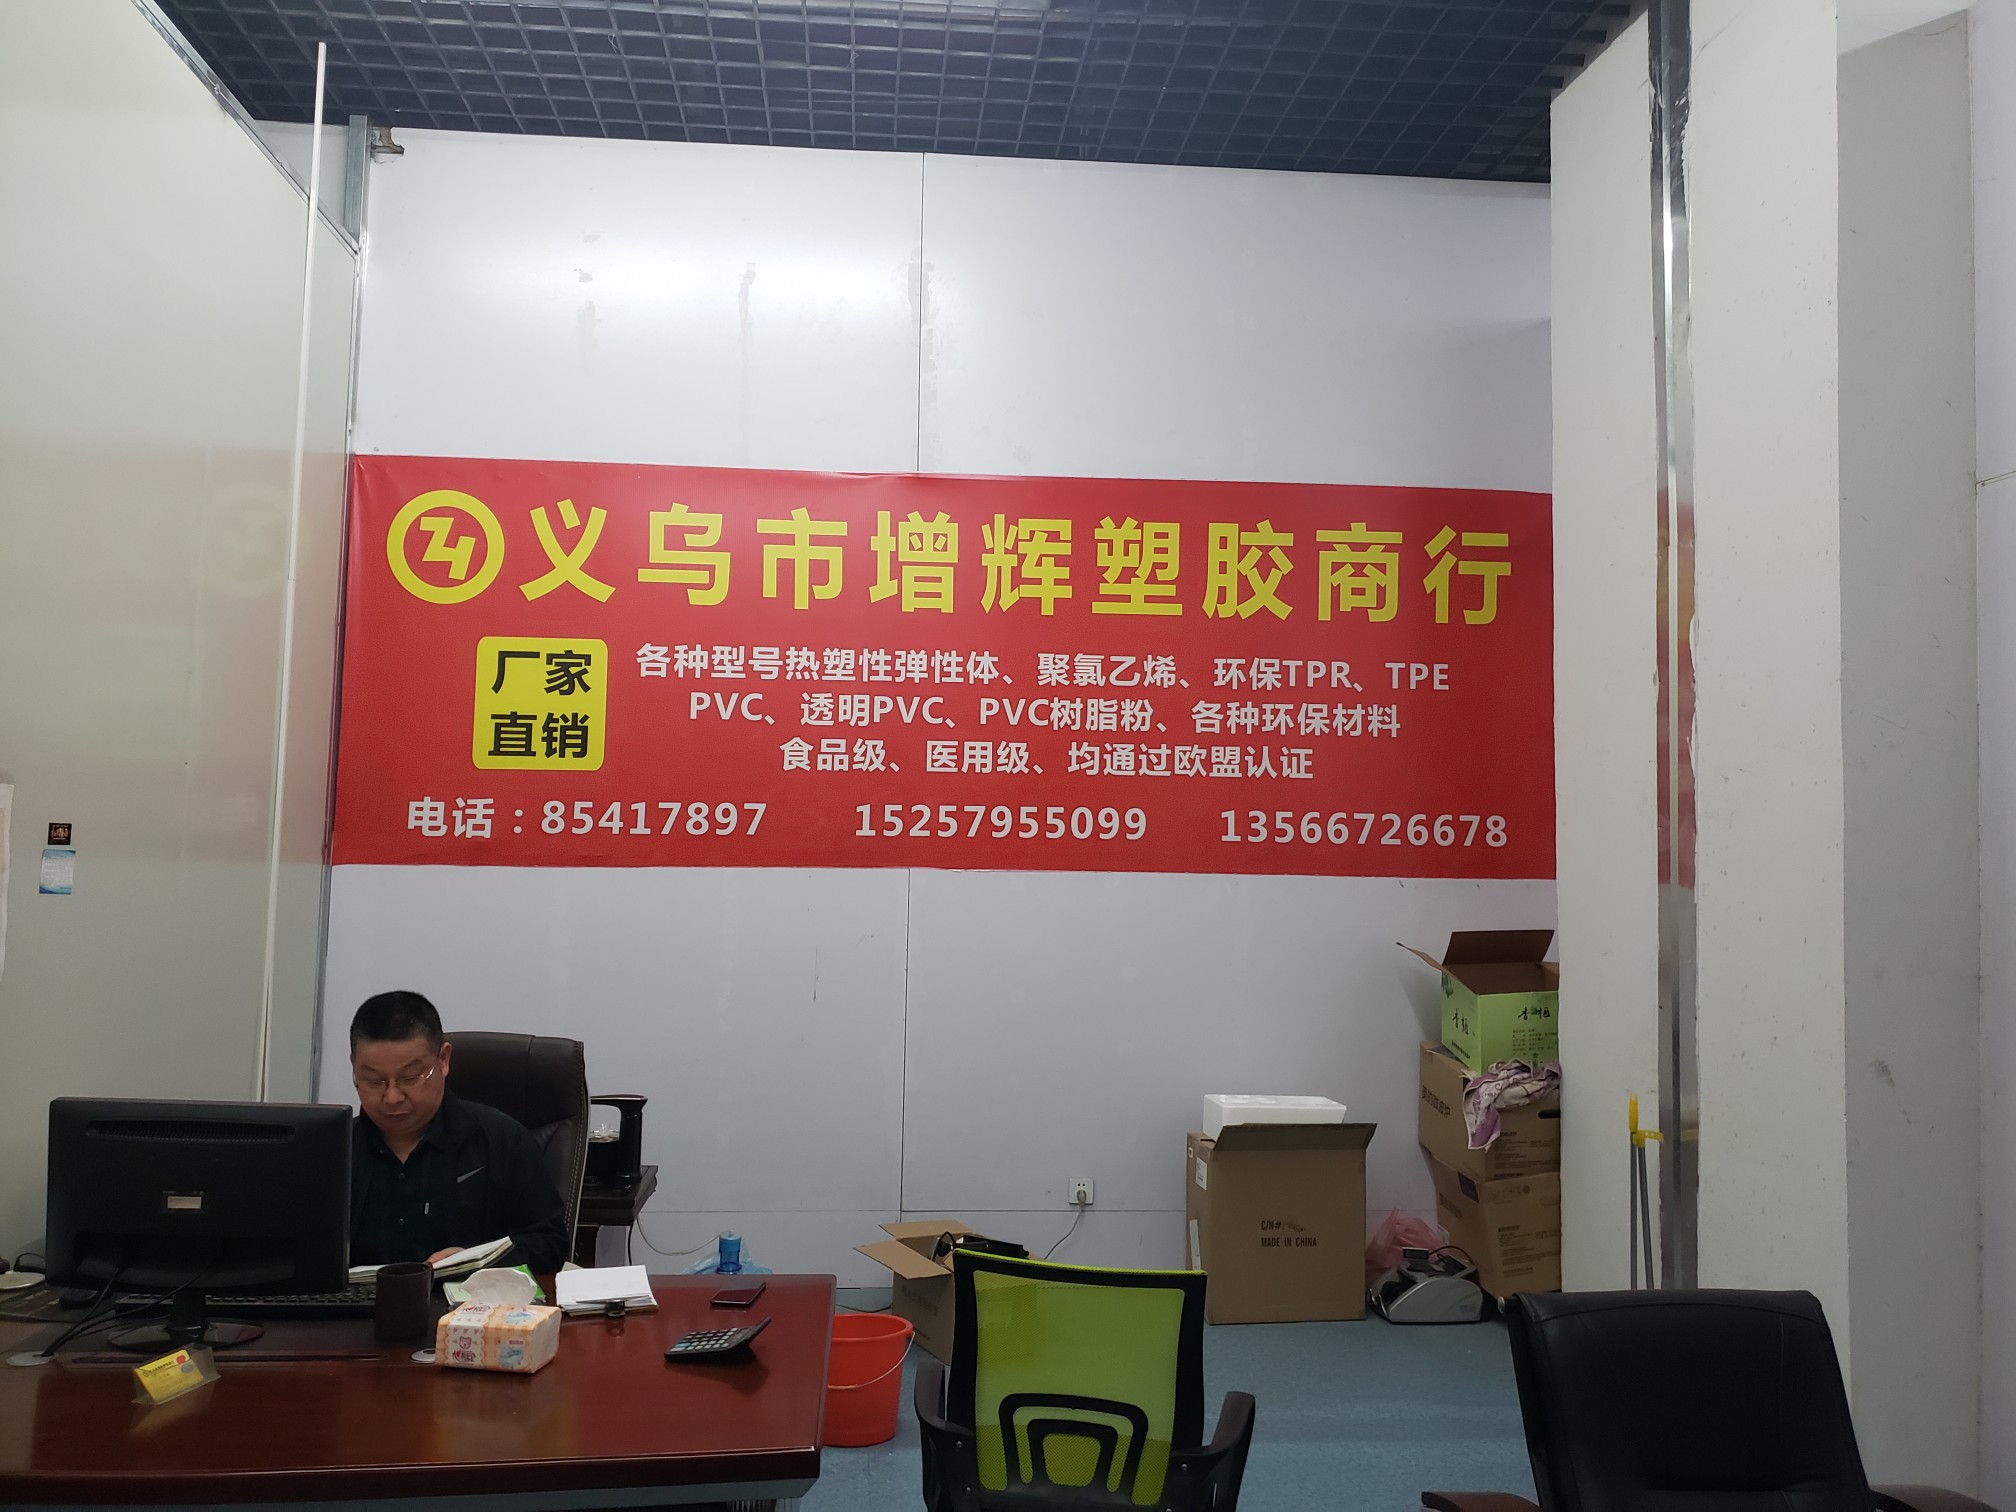 义乌市增辉塑胶商行
厂家
直销
各种型号热塑性弹性体、聚氯乙烯、环保TPR、TPE
PVC、透明PVC、PVC树脂粉、各种环保材料
食品级、医用级、均通过欧盟认证
电话：85417897 15257955099 13566726678
C/N#
MADE IN CHINA